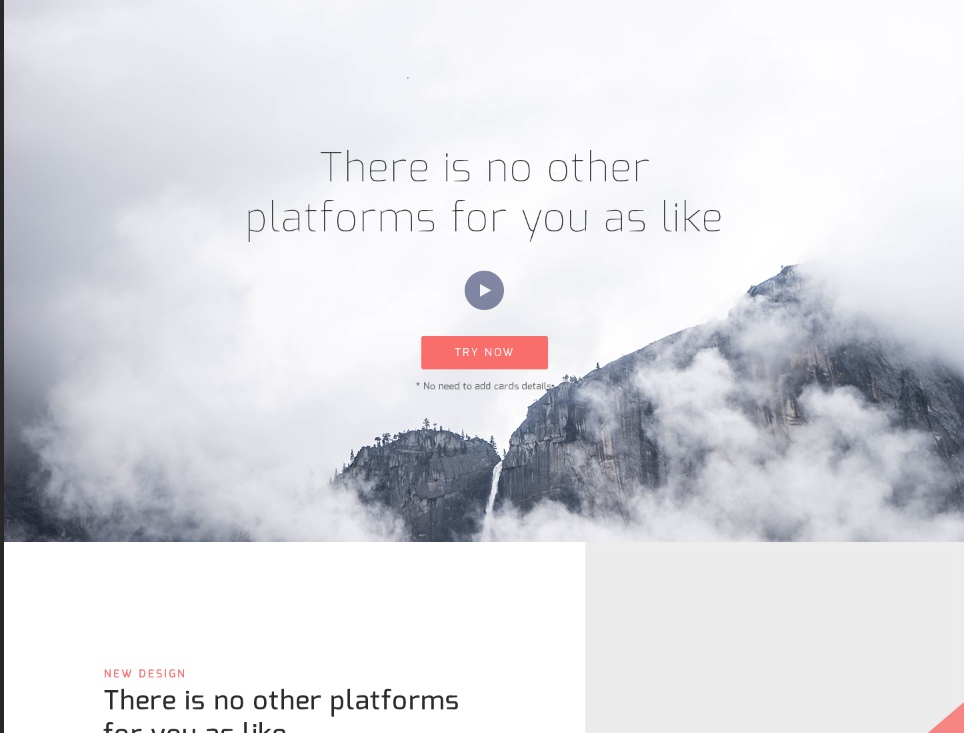 There is no other
platforms for you as like
TRY NOW
* No need to add cards details
NEW DESIGN
There is no other platforms
for you as like